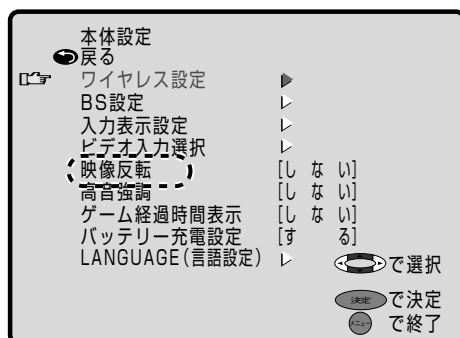 本体設定
戻る
ワイヤレス設定
BS設定
入力表示設定
ビデオ入力選択
映像反転 [しない]
高音強調 [しない]
ゲーム経過時間表示 [しない]
バッテリー充電設定 [する]
LANGUAGE(言語設定)
で選択
決定 で決定
メニュー で終了